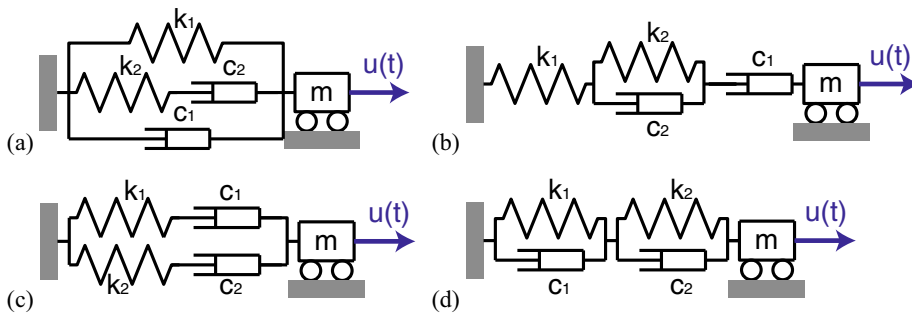 k₁
k₂
c₂
c₁
m
u(t)
(a)
k₁
k₂
c₂
c₁
m
u(t)
(b)
k₁
c₁
k₂
c₂
m
u(t)
(c)
k₁
c₁
k₂
c₂
m
u(t)
(d)